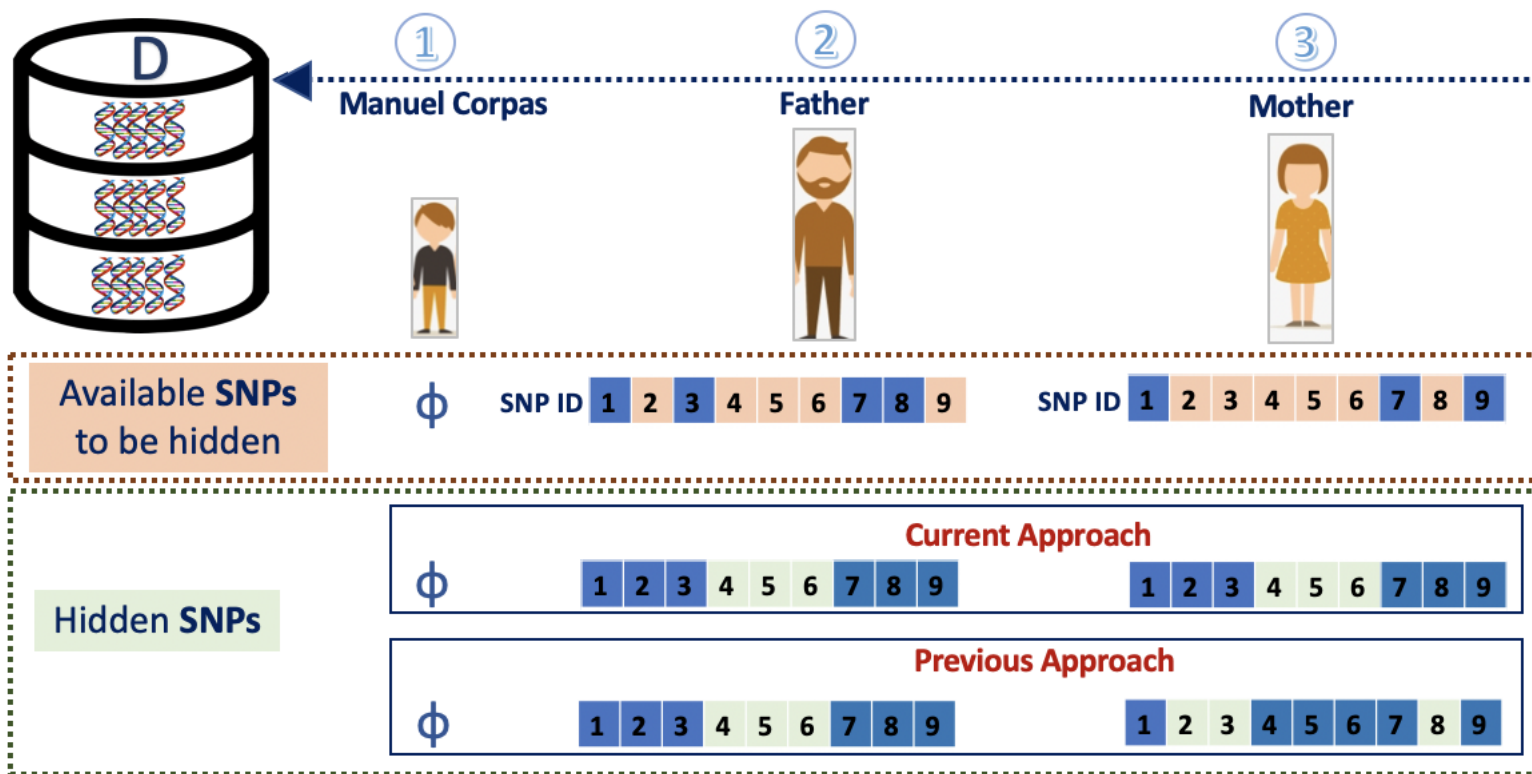 D
1
2
3
Manuel Corpas
Father
Mother
Available SNPs
to be hidden
ϕ
SNP ID 1 2 3 4 5 6 7 8 9
SNP ID 1 2 3 4 5 6 7 8 9
Hidden SNPs
Current Approach
ϕ
1 2 3 4 5 6 7 8 9
1 2 3 4 5 6 7 8 9
Previous Approach
ϕ
1 2 3 4 5 6 7 8 9
1 2 3 4 5 6 7 8 9